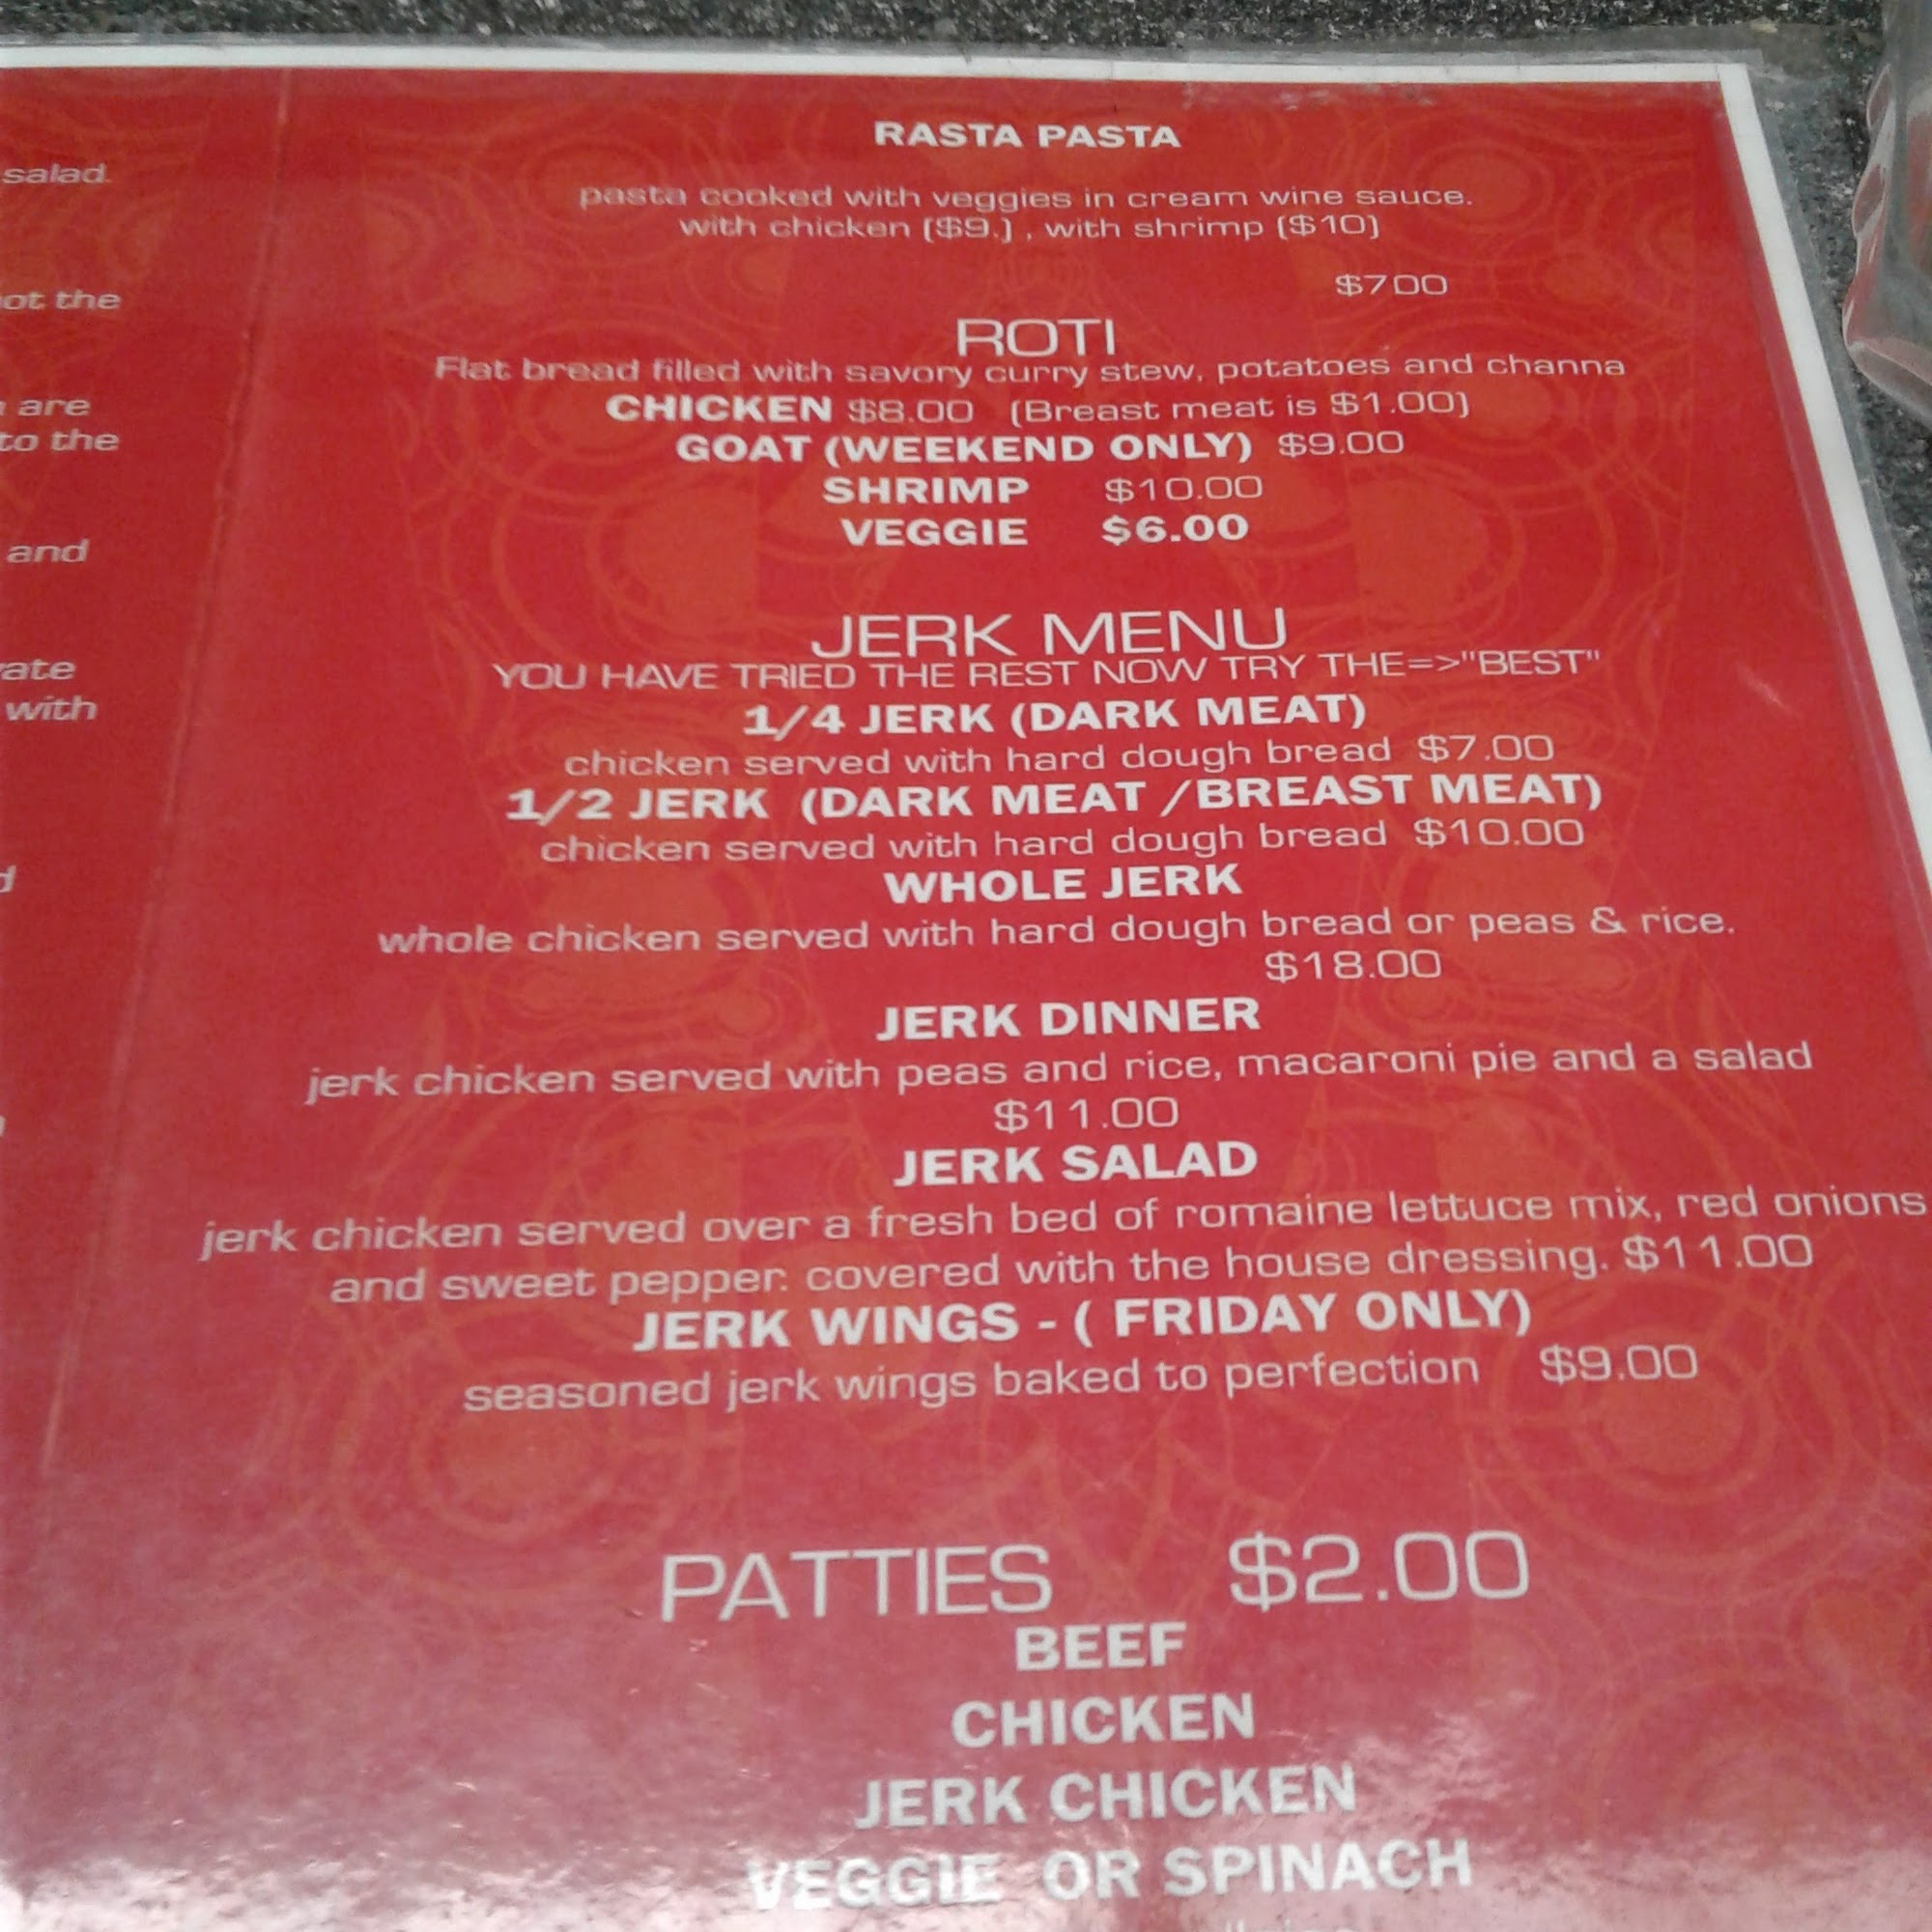 salad.
ot the
are
to the
and
ate
with
RASTA PASTA
pasta cooked with veggies in cream wine sauce.
with chicken ($9.) , with shrimp ($10)
$700
ROTI
Flat bread filled with savory curry stew, potatoes and channa
CHICKEN $8.00 (Breast meat is $1.00)
GOAT (WEEKEND ONLY) $9.00
SHRIMP $10.00
VEGGIE $6.00
JERK MENU
YOU HAVE TRIED THE REST NOW TRY THE=>"BEST"
1/4 JERK (DARK MEAT)
chicken served with hard dough bread $7.00
1/2 JERK (DARK MEAT /BREAST MEAT)
chicken served with hard dough bread $10.00
WHOLE JERK
whole chicken served with hard dough bread or peas & rice.
$18.00
JERK DINNER
jerk chicken served with peas and rice, macaroni pie and a salad
$11.00
JERK SALAD
jerk chicken served over a fresh bed of romaine lettuce mix, red onions
and sweet pepper. covered with the house dressing. $11.00
JERK WINGS - ( FRIDAY ONLY)
seasoned jerk wings baked to perfection $9.00
PATTIES $2.00
BEEF
CHICKEN
JERK CHICKEN
VEGGIE OR SPINACH